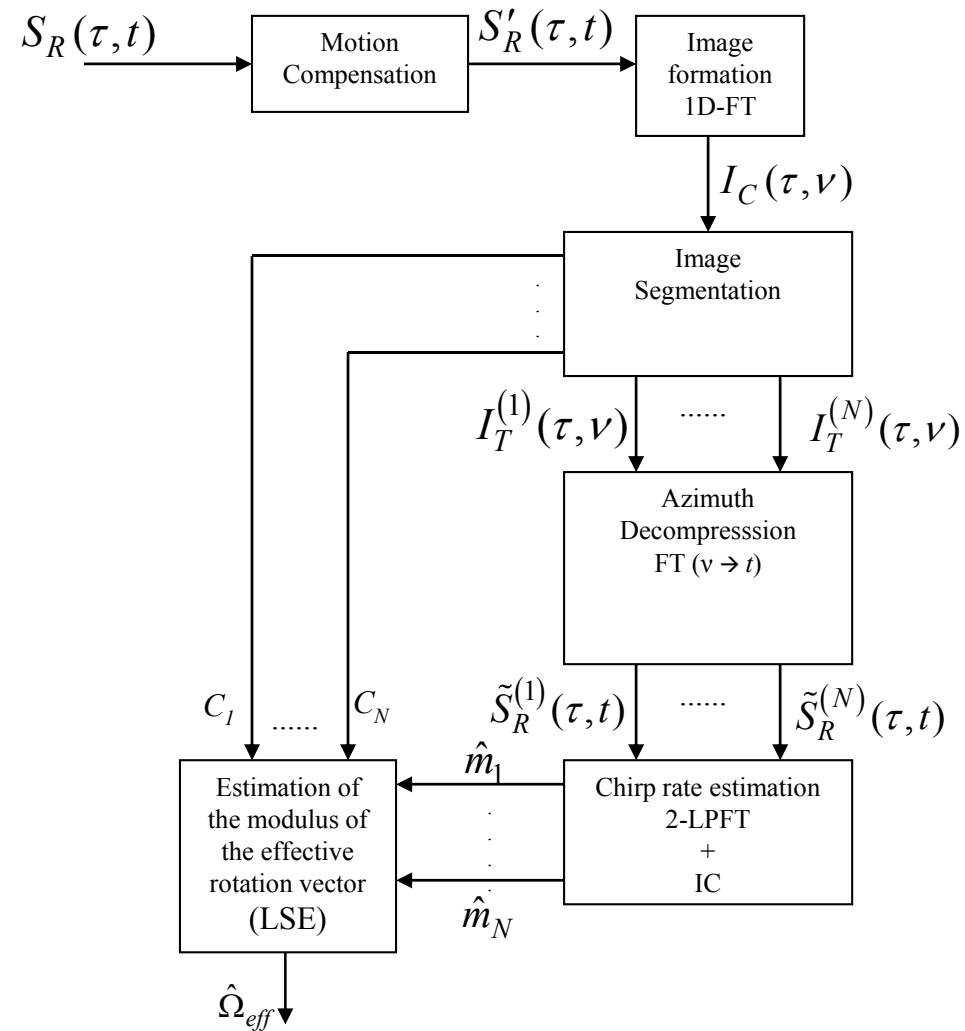 S_R(τ,t)
Motion
Compensation
S′_R(τ,t)
Image
formation
1D-FT
I_C(τ,ν)
Image
Segmentation
I_T^(1)(τ,ν)
......
I_T^(N)(τ,ν)
Azimuth
Decompresssion
FT (ν → t)
C_1
......
C_N
S̃_R^(1)(τ,t)
......
S̃_R^(N)(τ,t)
Estimation of
the modulus of
the effective
rotation vector
(LSE)
m̂_1
m̂_N
Chirp rate estimation
2-LPFT
+
IC
Ω̂_eff